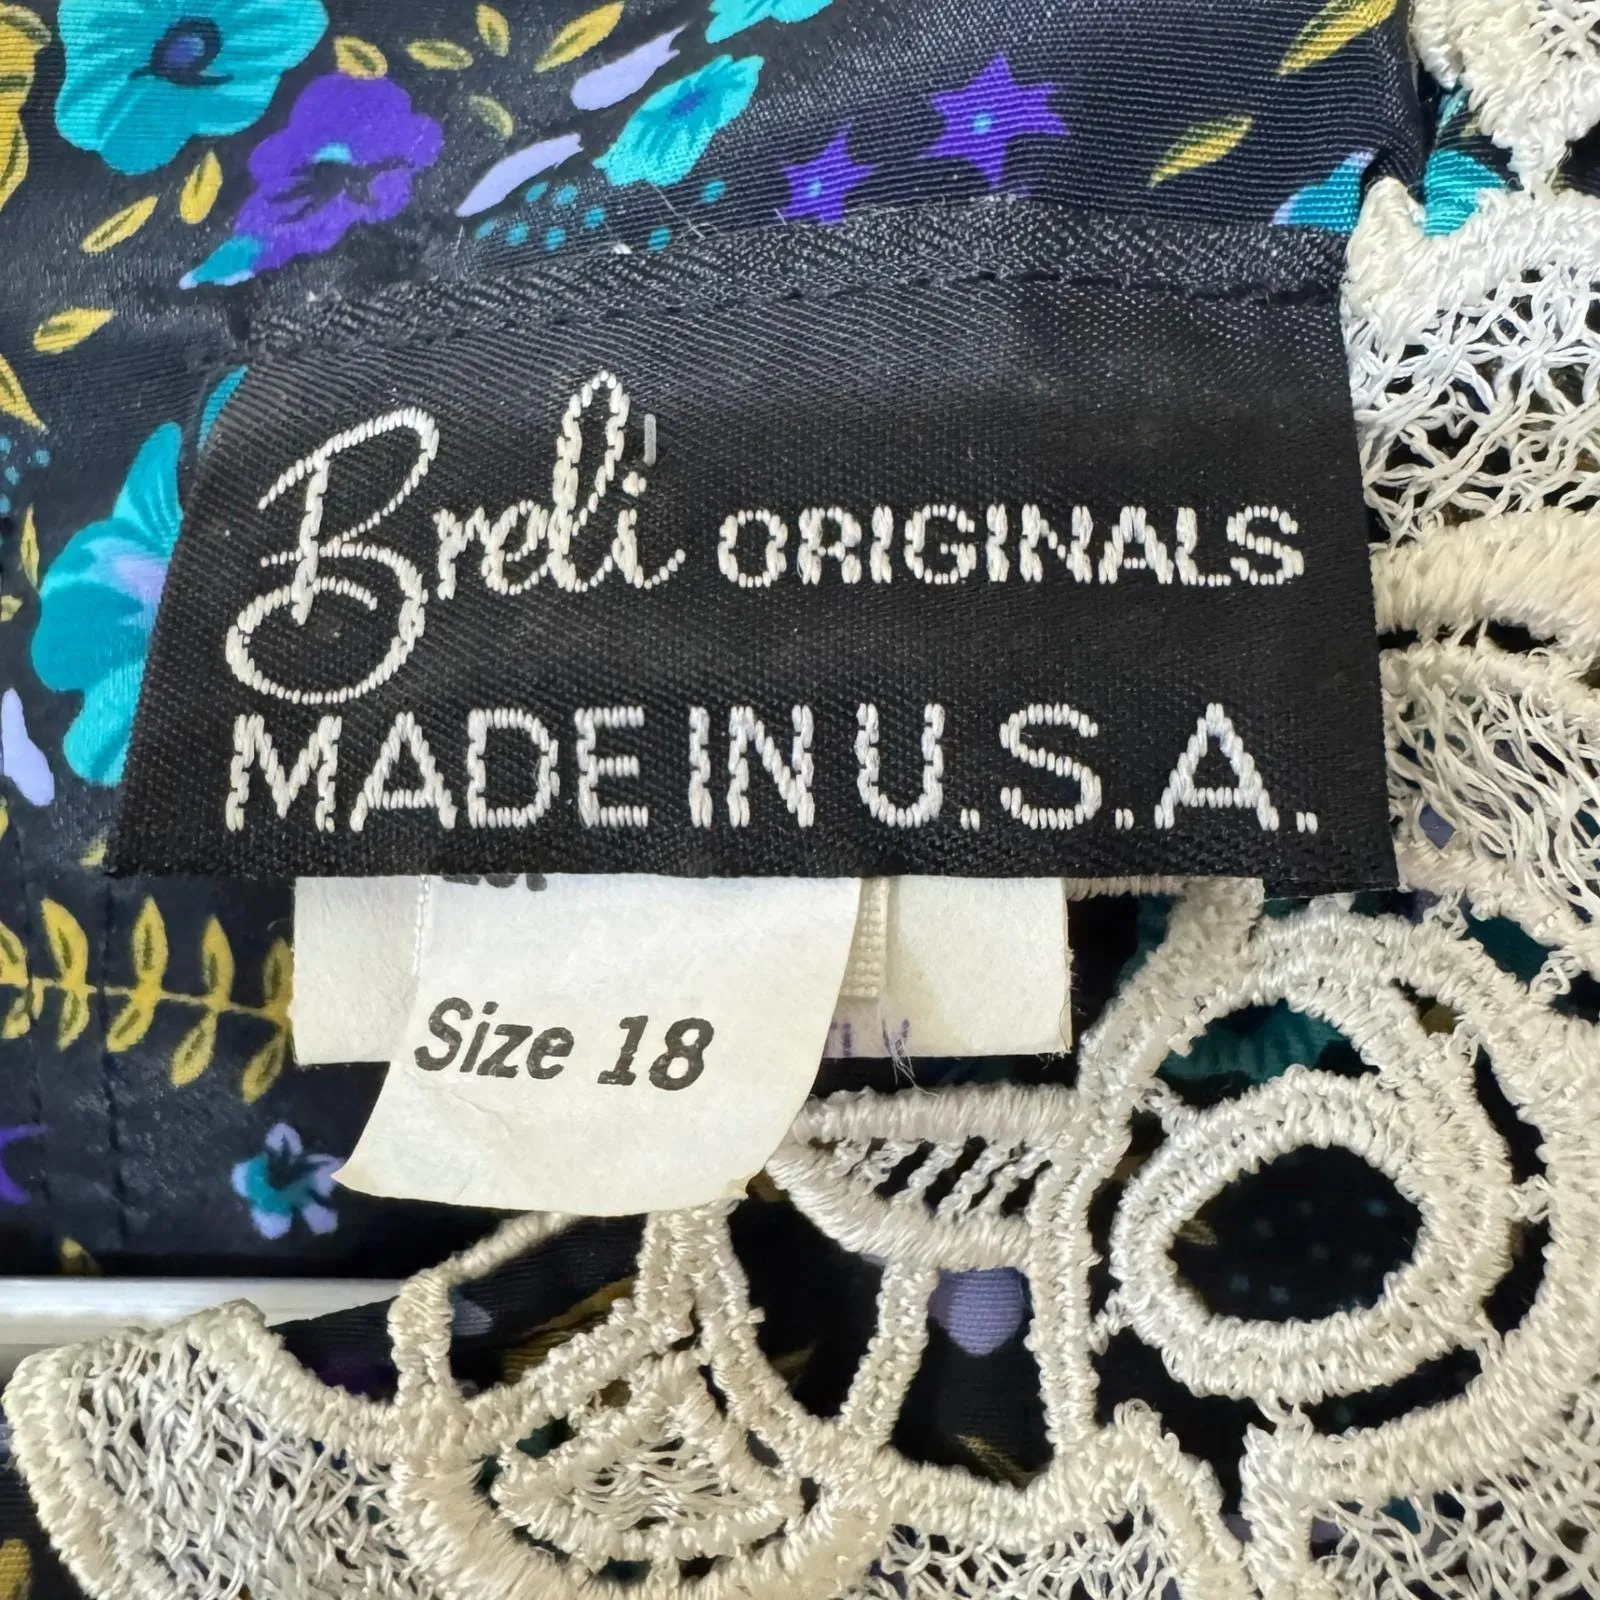 Breli ORIGINALS
MADE IN U.S.A.
Size 18